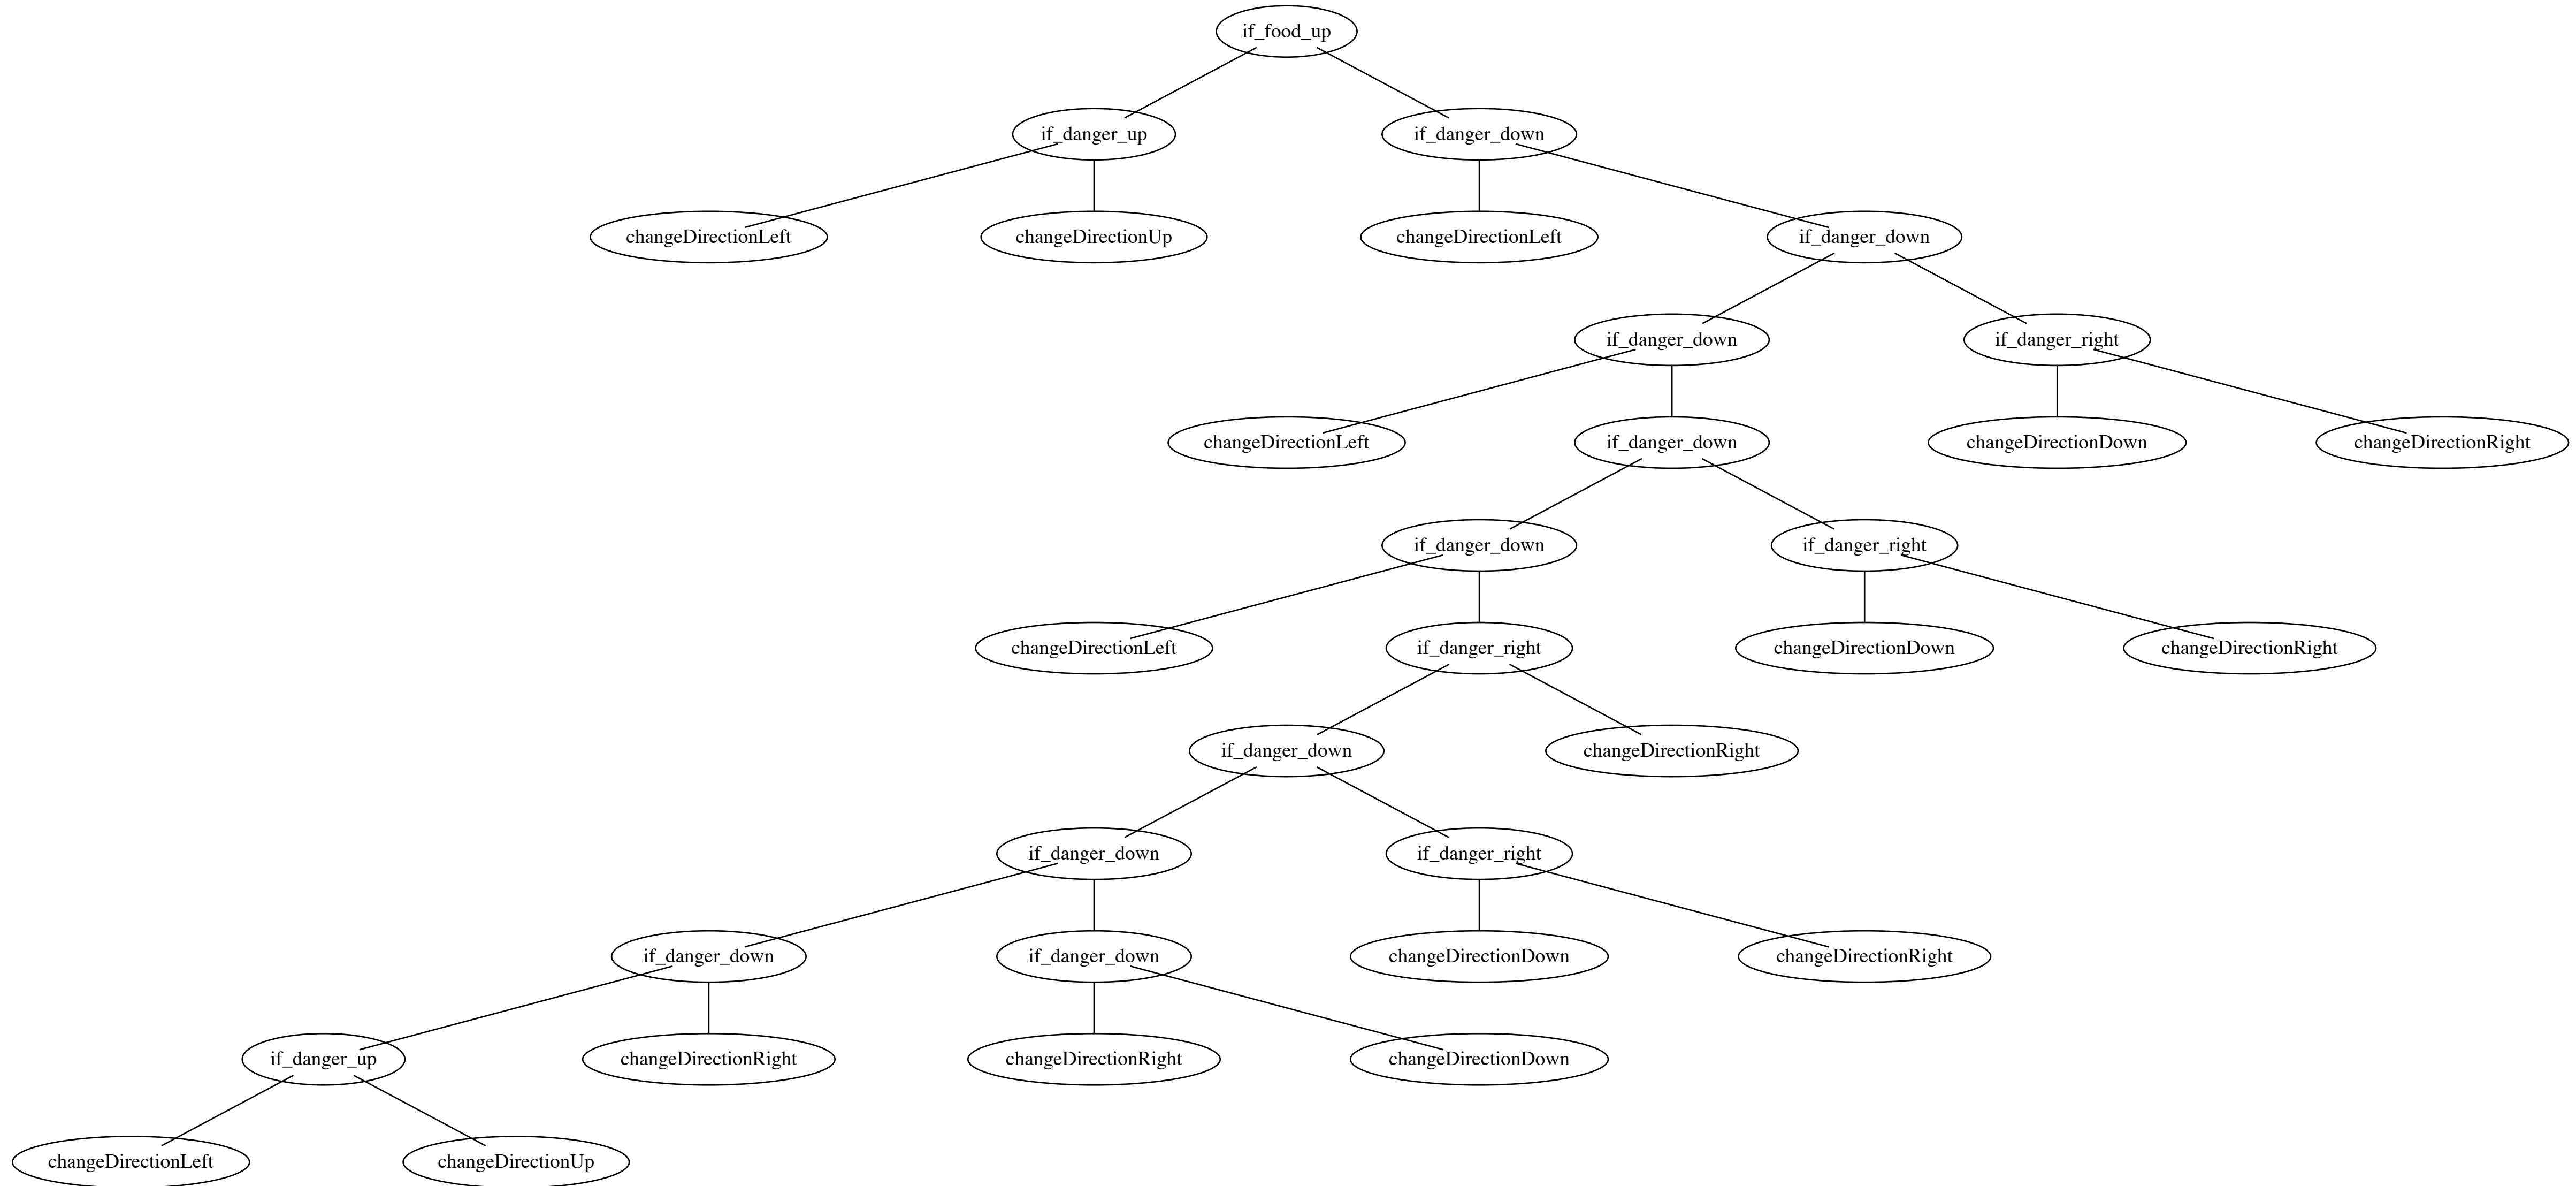 if_food_up
if_danger_up
if_danger_down
changeDirectionLeft
changeDirectionUp
changeDirectionLeft
if_danger_down
if_danger_down
if_danger_right
changeDirectionLeft
if_danger_down
changeDirectionDown
changeDirectionRight
if_danger_down
if_danger_right
changeDirectionLeft
if_danger_right
changeDirectionDown
changeDirectionRight
if_danger_down
changeDirectionRight
if_danger_down
if_danger_right
if_danger_down
if_danger_down
changeDirectionDown
changeDirectionRight
if_danger_up
changeDirectionRight
changeDirectionRight
changeDirectionDown
changeDirectionLeft
changeDirectionUp